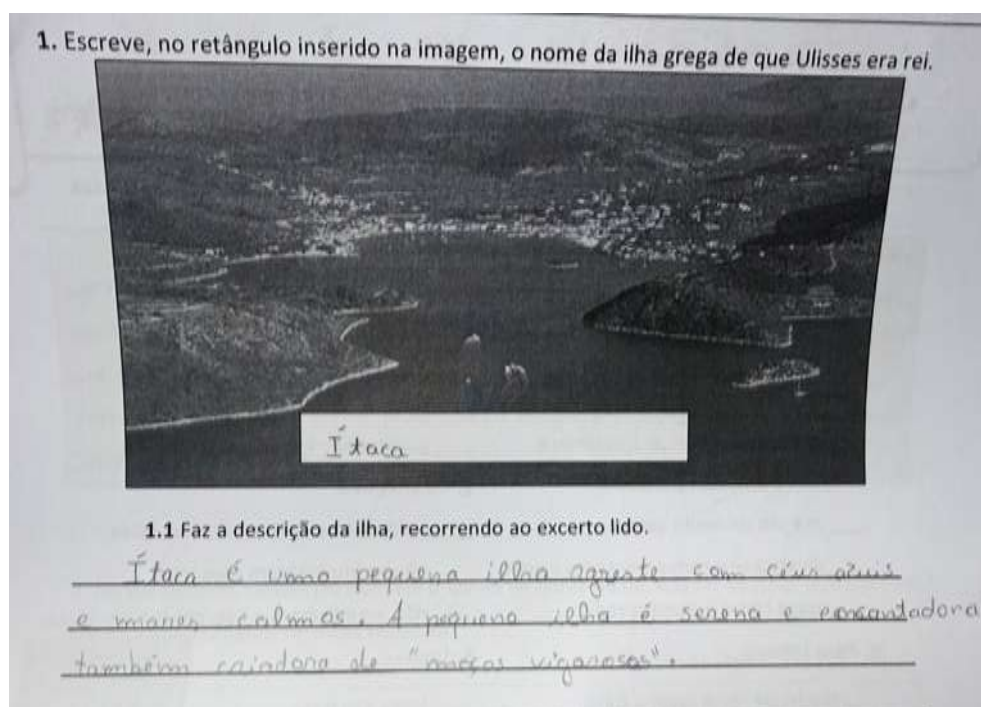 1. Escreve, no retângulo inserido na imagem, o nome da ilha grega de que Ulisses era rei.
Ítaca
1.1 Faz a descrição da ilha, recorrendo ao excerto lido.
Ítaca é uma pequena ilha agreste com céus azuis
e mares calmos. A pequena ilha é serena e encantadora
também criadora de "moços vigorosos".